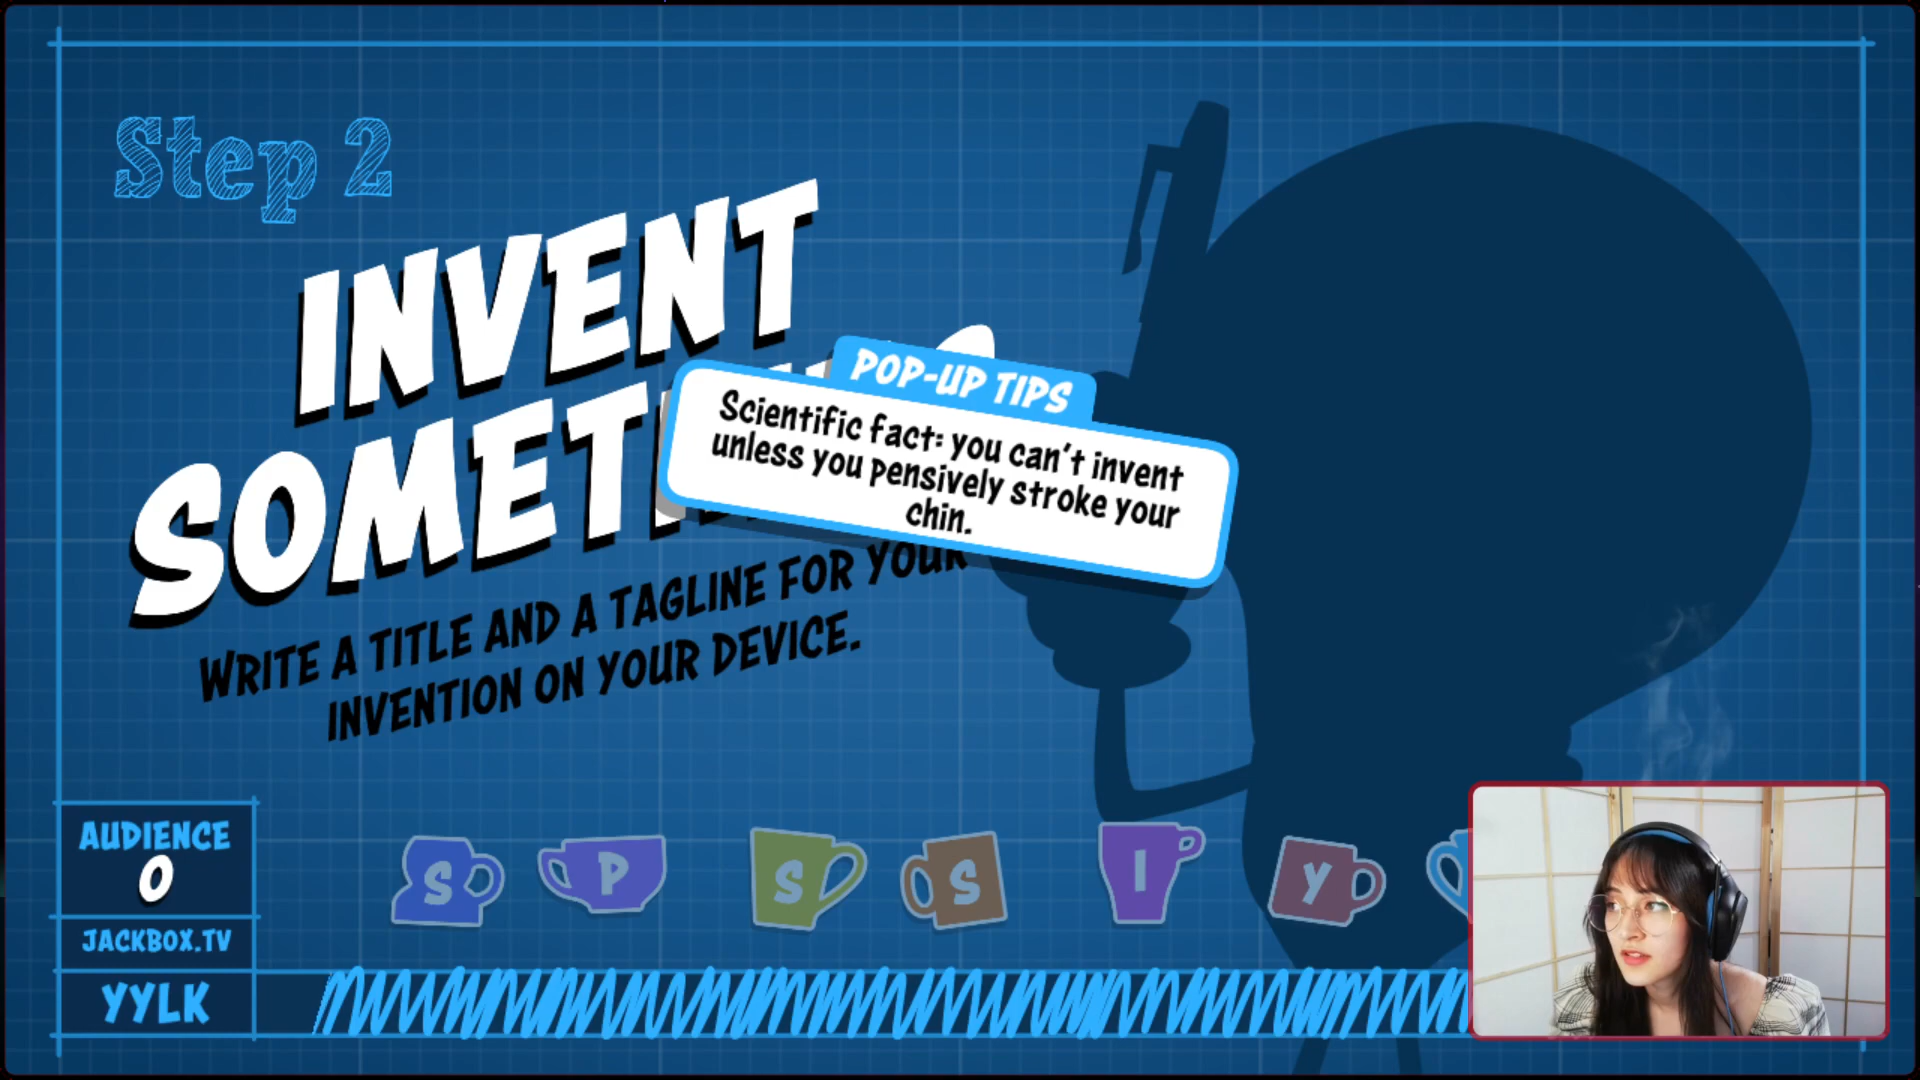 Step 2
INVENT
POP-UP TIPS
Scientific fact: you can't invent
unless you pensively stroke your
chin.
WRITE A TITLE AND A TAGLINE FOR YOUR
INVENTION ON YOUR DEVICE.
AUDIENCE
0
JACKBOX.TV
YYLK
S P S S I Y